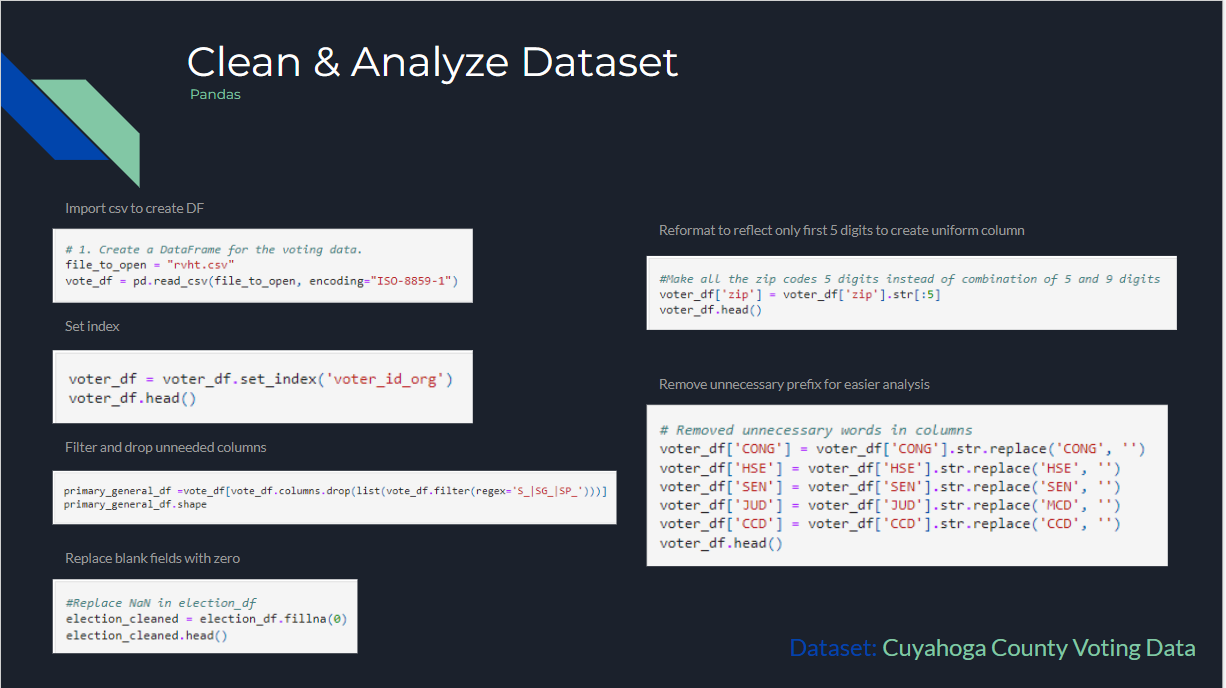 Clean & Analyze Dataset
Pandas
Import csv to create DF
# 1. Create a DataFrame for the voting data.
file_to_open = "rvht.csv"
vote_df = pd.read_csv(file_to_open, encoding="ISO-8859-1")
Set index
voter_df = voter_df.set_index('voter_id_org')
voter_df.head()
Filter and drop unneeded columns
primary_general_df =vote_df[vote_df.columns.drop(list(vote_df.filter(regex='S_|SG_|SP_')))]
primary_general_df.shape
Replace blank fields with zero
#Replace NaN in election_df
election_cleaned = election_df.fillna(0)
election_cleaned.head()
Reformat to reflect only first 5 digits to create uniform column
#Make all the zip codes 5 digits instead of combination of 5 and 9 digits
voter_df['zip'] = voter_df['zip'].str[:5]
voter_df.head()
Remove unnecessary prefix for easier analysis
# Removed unnecessary words in columns
voter_df['CONG'] = voter_df['CONG'].str.replace('CONG', '')
voter_df['HSE'] = voter_df['HSE'].str.replace('HSE', '')
voter_df['SEN'] = voter_df['SEN'].str.replace('SEN', '')
voter_df['JUD'] = voter_df['JUD'].str.replace('MCD', '')
voter_df['CCD'] = voter_df['CCD'].str.replace('CCD', '')
voter_df.head()
Dataset: Cuyahoga County Voting Data